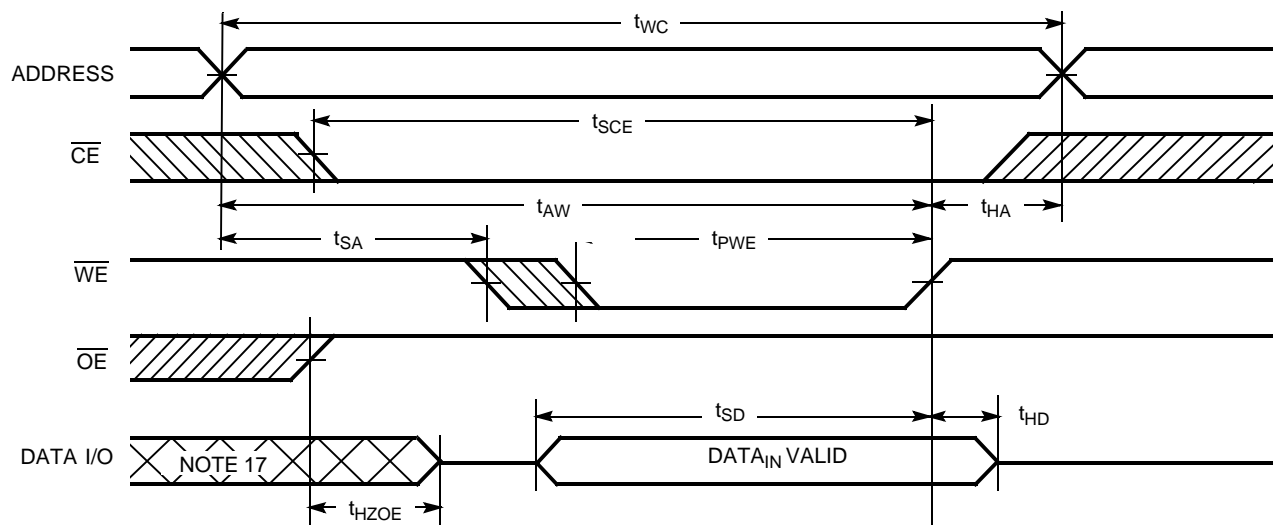 tWC
ADDRESS
tSCE
CE
tAW
tHA
tSA
tPWE
WE
OE
tSD
tHD
DATA I/O
NOTE 17
DATAIN VALID
tHZOE